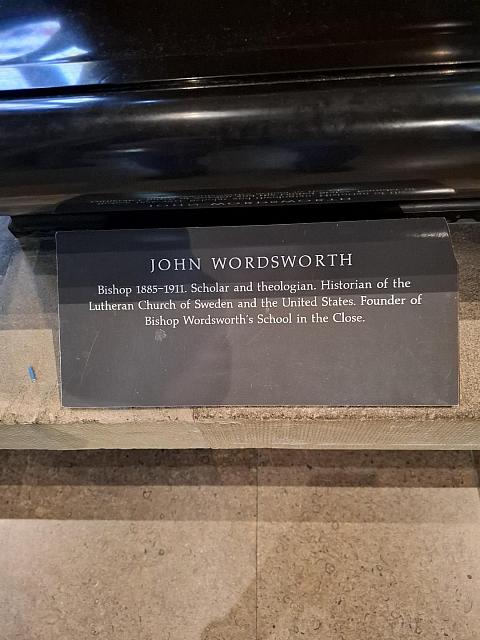 JOHN WORDSWORTH
Bishop 1885–1911. Scholar and theologian. Historian of the
Lutheran Church of Sweden and the United States. Founder of
Bishop Wordsworth's School in the Close.